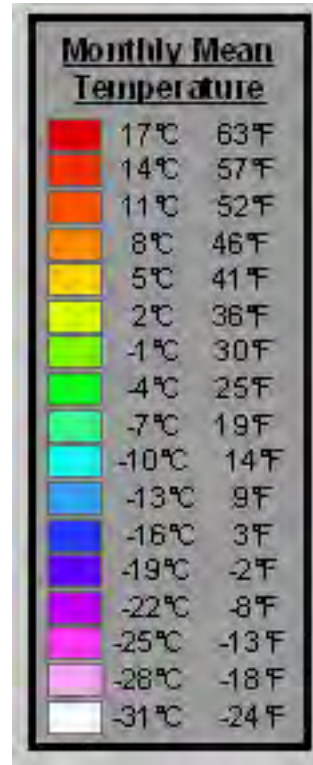 Monthly Mean
Temperature
17°C 63°F
14°C 57°F
11°C 52°F
8°C 46°F
5°C 41°F
2°C 36°F
-1°C 30°F
-4°C 25°F
-7°C 19°F
-10°C 14°F
-13°C 9°F
-16°C 3°F
-19°C -2°F
-22°C -8°F
-25°C -13°F
-28°C -18°F
-31°C -24°F